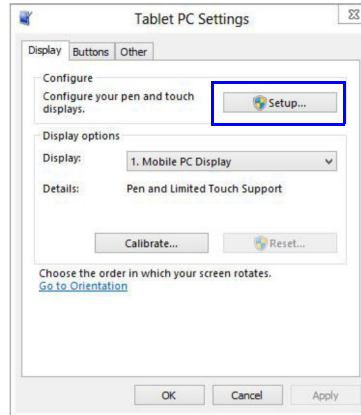 Tablet PC Settings
Display Buttons Other
Configure
Configure your pen and touch
displays.
Setup...
Display options
Display:
1. Mobile PC Display
Details:
Pen and Limited Touch Support
Calibrate...
Reset...
Choose the order in which your screen rotates.
Go to Orientation
OK Cancel Apply